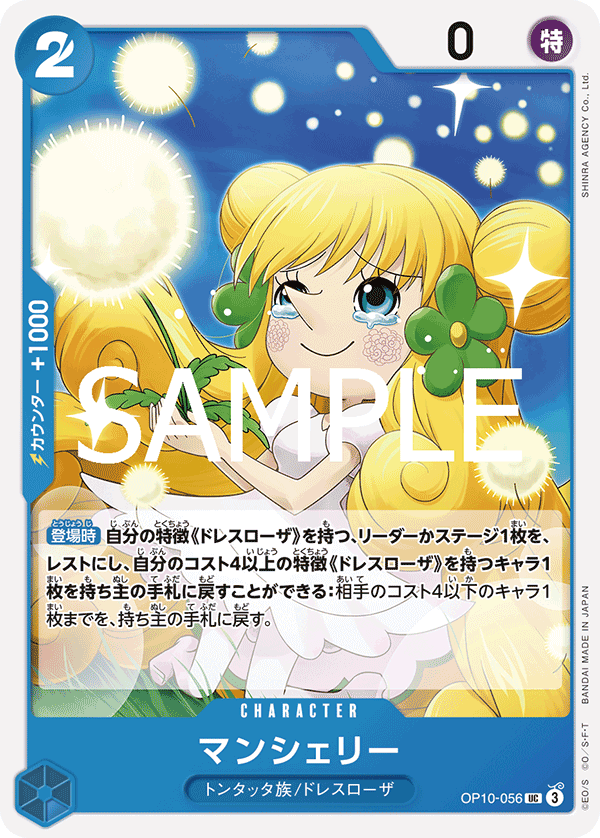 2
0
特
SHINRA AGENCY Co., Ltd.
カウンター +1000
SAMPLE
登場時 自分の特徴《ドレスローザ》を持つ、リーダーかステージ1枚を、
レストにし、自分のコスト4以上の特徴《ドレスローザ》を持つキャラ1
枚を持ち主の手札に戻すことができる：相手のコスト4以下のキャラ1
枚までを、持ち主の手札に戻す。
CHARACTER
マンシェリー
トンタッタ族/ドレスローザ
OP10-056 UC 3
©E.O/S ©O/S・F・T BANDAI MADE IN JAPAN